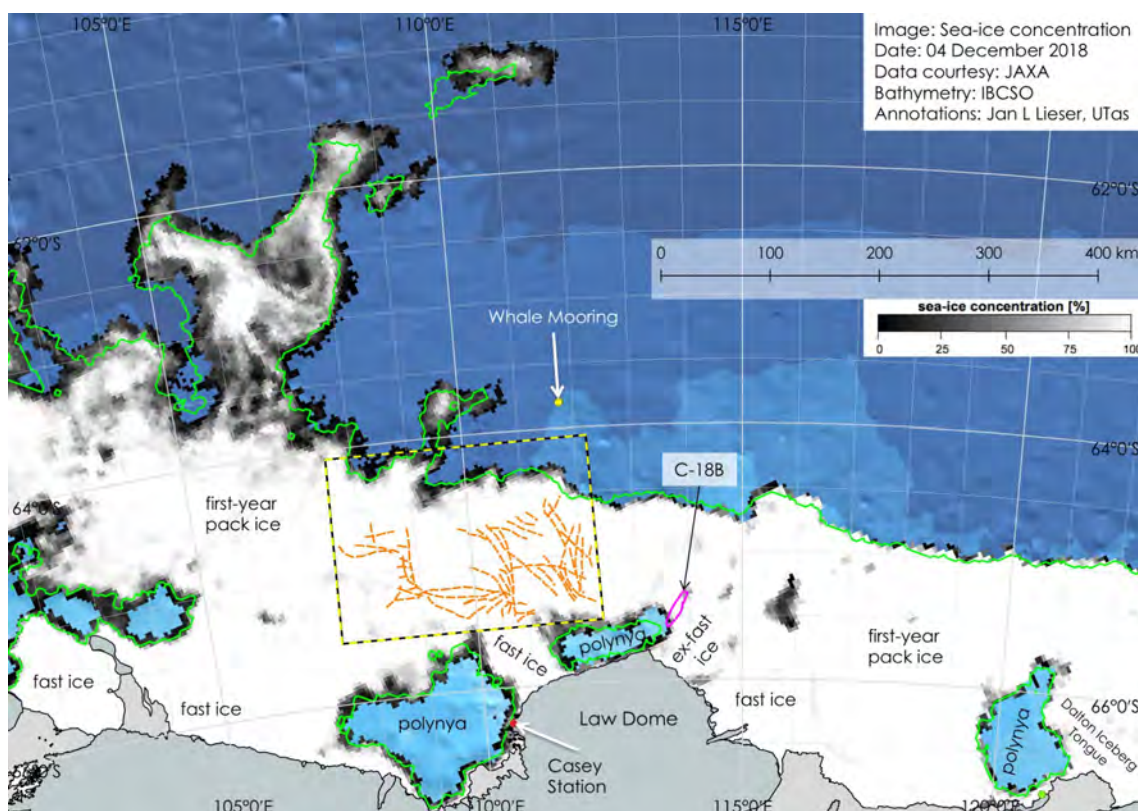 105°0'E
110°0'E
115°0'E
Image: Sea-ice concentration
Date: 04 December 2018
Data courtesy: JAXA
Bathymetry: IBCSO
Annotations: Jan L Lieser, UTas
62°0'S
62°0'S
0 100 200 300 400 km
sea-ice concentration [%]
0 25 50 75 100
Whale Mooring
64°0'S
C-18B
64°0'S
first-year
pack ice
polynya
fast ice
ex-fast
ice
first-year
pack ice
fast ice
fast ice
fast ice
66°0'S
polynya
Law Dome
polynya
Dalton Iceberg
Tongue
Casey
Station
66°0'S
105°0'E
110°0'E
120°0'E